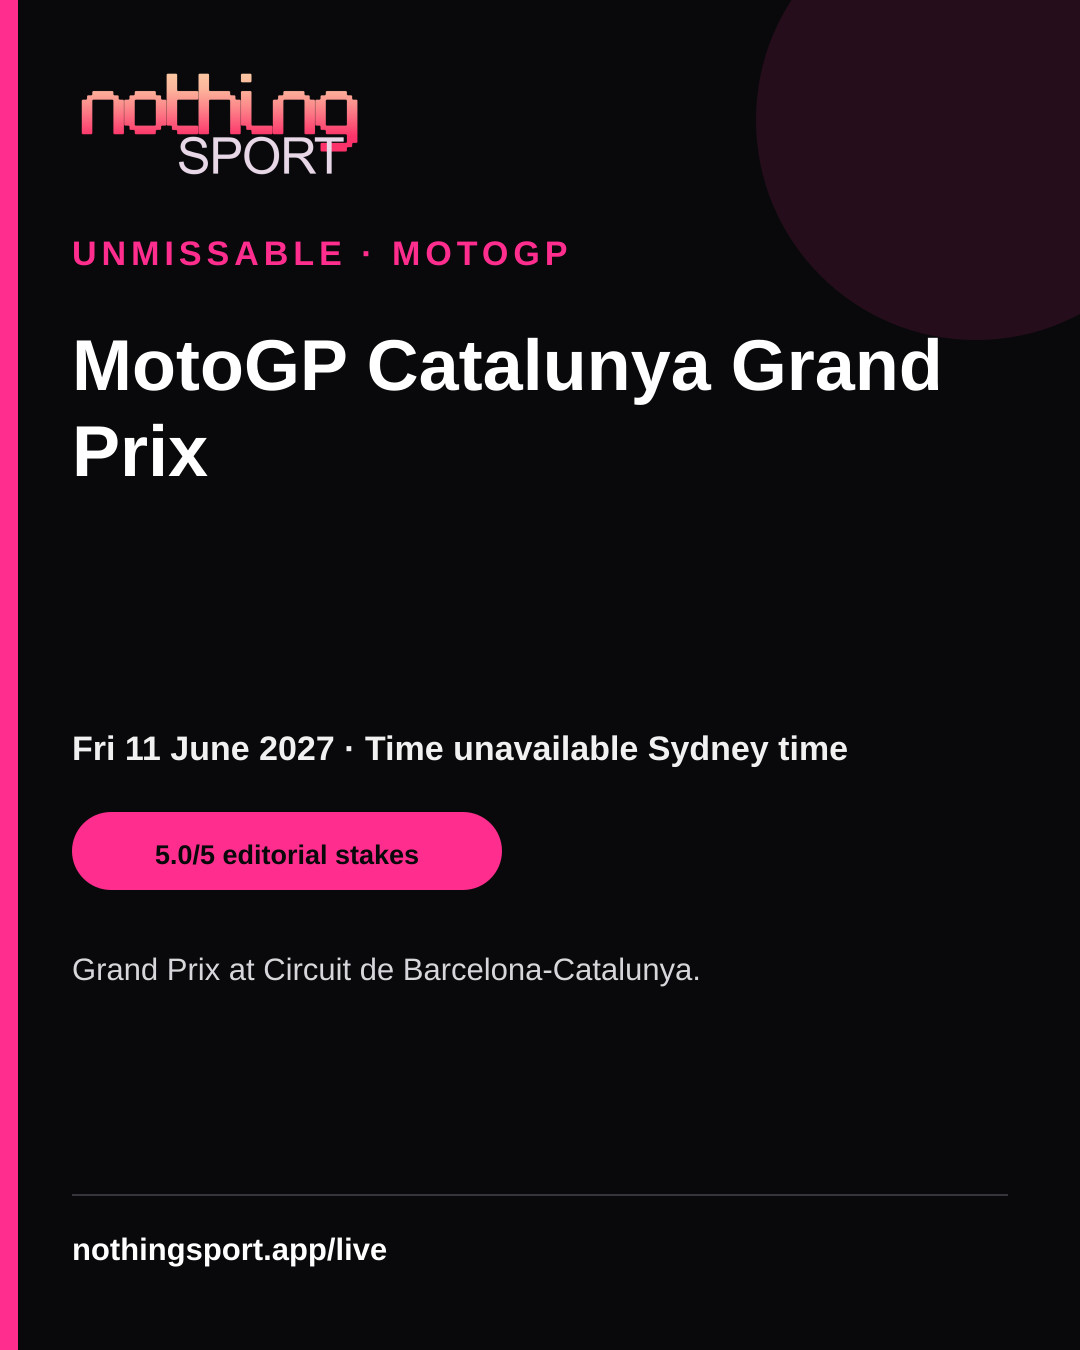 nothing
SPORT
UNMISSABLE · MOTOGP
MotoGP Catalunya Grand
Prix
Fri 11 June 2027 · Time unavailable Sydney time
5.0/5 editorial stakes
Grand Prix at Circuit de Barcelona-Catalunya.
nothingsport.app/live